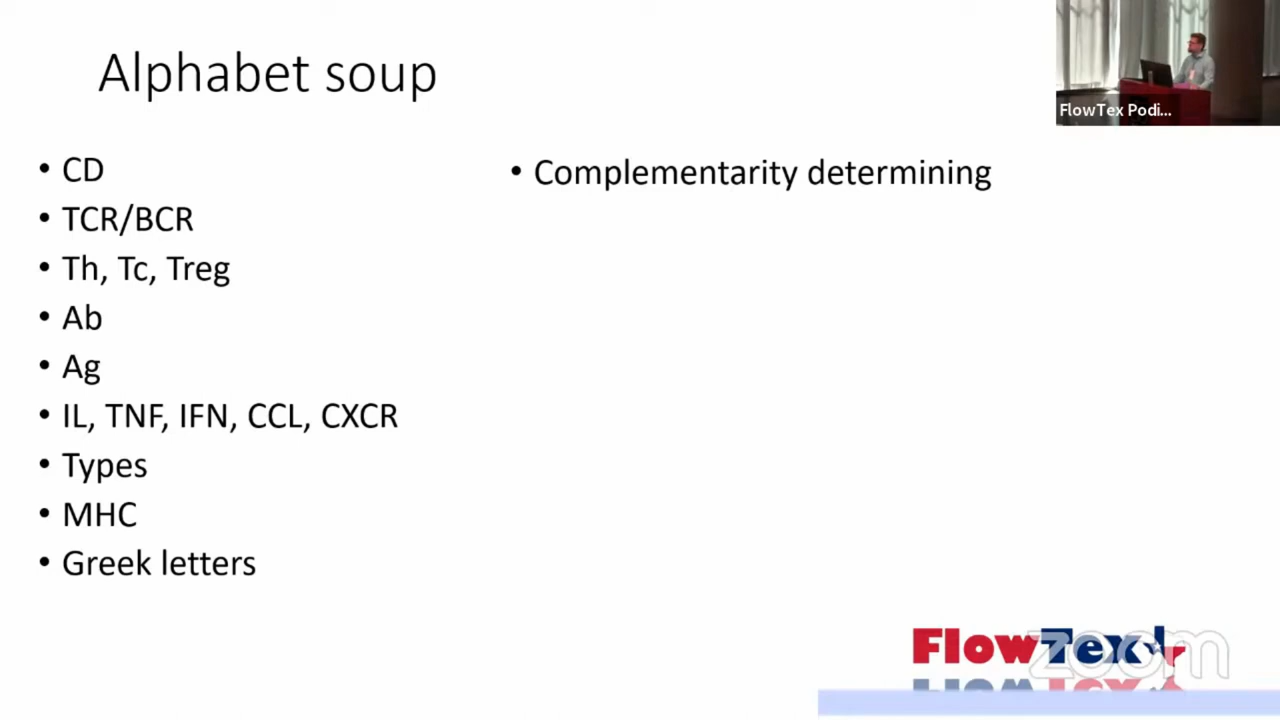 Alphabet soup
FlowTex Podi...
• CD
• TCR/BCR
• Th, Tc, Treg
• Ab
• Ag
• IL, TNF, IFN, CCL, CXCR
• Types
• MHC
• Greek letters
• Complementarity determining
FlowTex
zoom